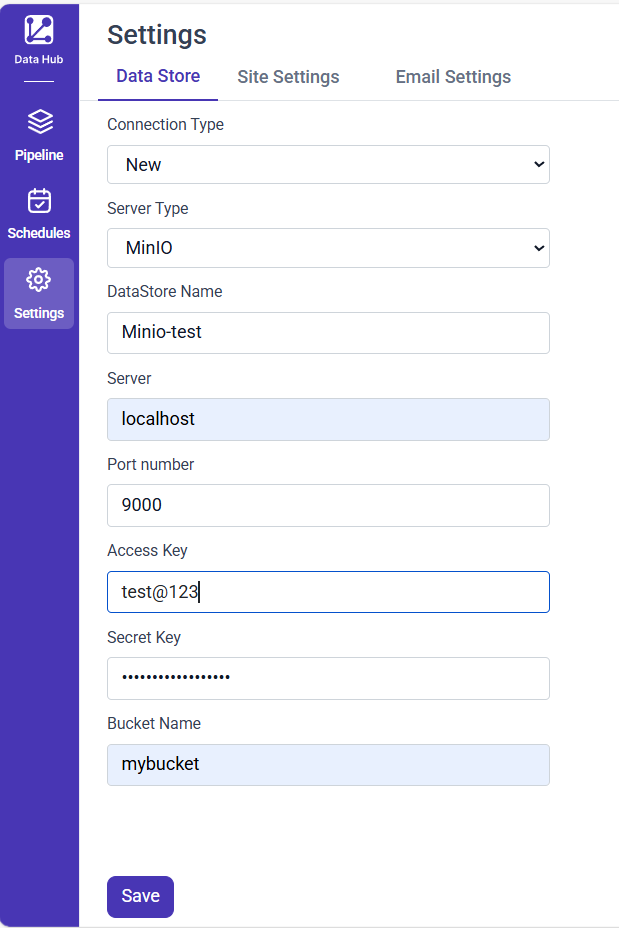 Data Hub
Pipeline
Schedules
Settings
Settings
Data Store Site Settings Email Settings
Connection Type
New
Server Type
MinIO
DataStore Name
Minio-test
Server
localhost
Port number
9000
Access Key
test@123
Secret Key
••••••••••••••••••
Bucket Name
mybucket
Save